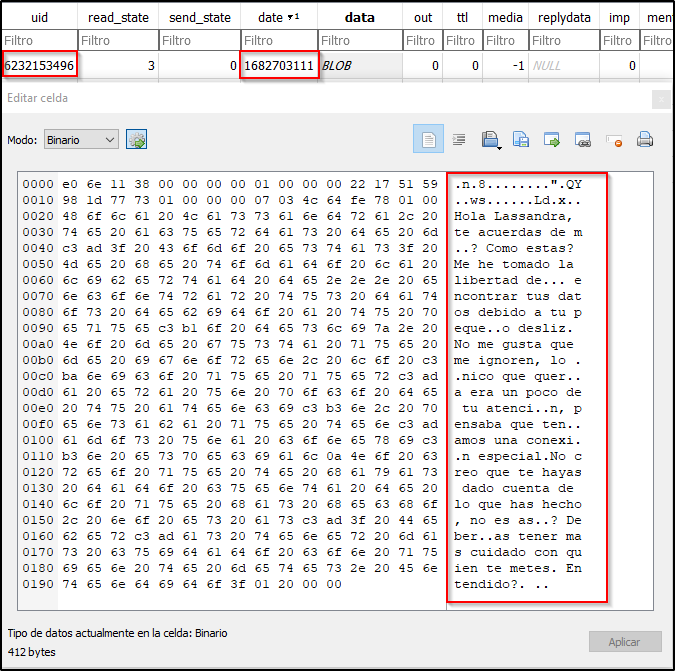 uid read_state send_state date ▼1 data out ttl media replydata imp men
Filtro Filtro Filtro Filtro Filtro Filtro Filtro Filtro Filtro Filtro Filtro
6232153496 3 0 1682703111 BLOB 0 0 -1 NULL 0
Editar celda
Modo: Binario
0000 e0 6e 11 38 00 00 00 00 01 00 00 00 22 17 51 59 .n.8........".QY
0010 98 1d 77 73 01 00 00 00 07 03 4c 64 fe 78 01 00 ..ws......Ld.x..
0020 48 6f 6c 61 20 4c 61 73 73 61 6e 64 72 61 2c 20 Hola Lassandra,
0030 74 65 20 61 63 75 65 72 64 61 73 20 64 65 20 6d te acuerdas de m
0040 c3 ad 3f 20 43 6f 6d 6f 20 65 73 74 61 73 3f 20 ..? Como estas?
0050 4d 65 20 68 65 20 74 6f 6d 61 64 6f 20 6c 61 20 Me he tomado la
0060 6c 69 62 65 72 74 61 64 20 64 65 2e 2e 2e 20 65 libertad de... e
0070 6e 63 6f 6e 74 72 61 72 20 74 75 73 20 64 61 74 ncontrar tus dat
0080 6f 73 20 64 65 62 69 64 6f 20 61 20 74 75 20 70 os debido a tu p
0090 65 71 75 65 c3 b1 6f 20 64 65 73 6c 69 7a 2e 20 eque..o desliz.
00a0 4e 6f 20 6d 65 20 67 75 73 74 61 20 71 75 65 20 No me gusta que
00b0 6d 65 20 69 67 6e 6f 72 65 6e 2c 20 6c 6f 20 c3 me ignoren, lo .
00c0 ba 6e 69 63 6f 20 71 75 65 20 71 75 65 72 c3 ad .nico que quer..
00d0 61 20 65 72 61 20 75 6e 20 70 6f 63 6f 20 64 65 a era un poco de
00e0 20 74 75 20 61 74 65 6e 63 69 c3 b3 6e 2c 20 70 tu atenci..n, p
00f0 65 6e 73 61 62 61 20 71 75 65 20 74 65 6e c3 ad ensaba que ten..
0100 61 6d 6f 73 20 75 6e 61 20 63 6f 6e 65 78 69 c3 amos una conexi.
0110 b3 6e 20 65 73 70 65 63 69 61 6c 0a 4e 6f 20 63 .n especial.No c
0120 72 65 6f 20 71 75 65 20 74 65 20 68 61 79 61 73 reo que te hayas
0130 20 64 61 64 6f 20 63 75 65 6e 74 61 20 64 65 20 dado cuenta de
0140 6c 6f 20 71 75 65 20 68 61 73 20 68 65 63 68 6f lo que has hecho
0150 2c 20 6e 6f 20 65 73 20 61 73 c3 ad 3f 20 44 65 , no es as..? De
0160 62 65 72 c3 ad 61 73 20 74 65 6e 65 72 20 6d 61 ber..as tener ma
0170 73 20 63 75 69 64 61 64 6f 20 63 6f 6e 20 71 75 s cuidado con qu
0180 69 65 6e 20 74 65 20 6d 65 74 65 73 2e 20 45 6e ien te metes. En
0190 74 65 6e 64 69 64 6f 3f 01 20 00 00 tendido?. ..
Tipo de datos actualmente en la celda: Binario
412 bytes
Aplicar